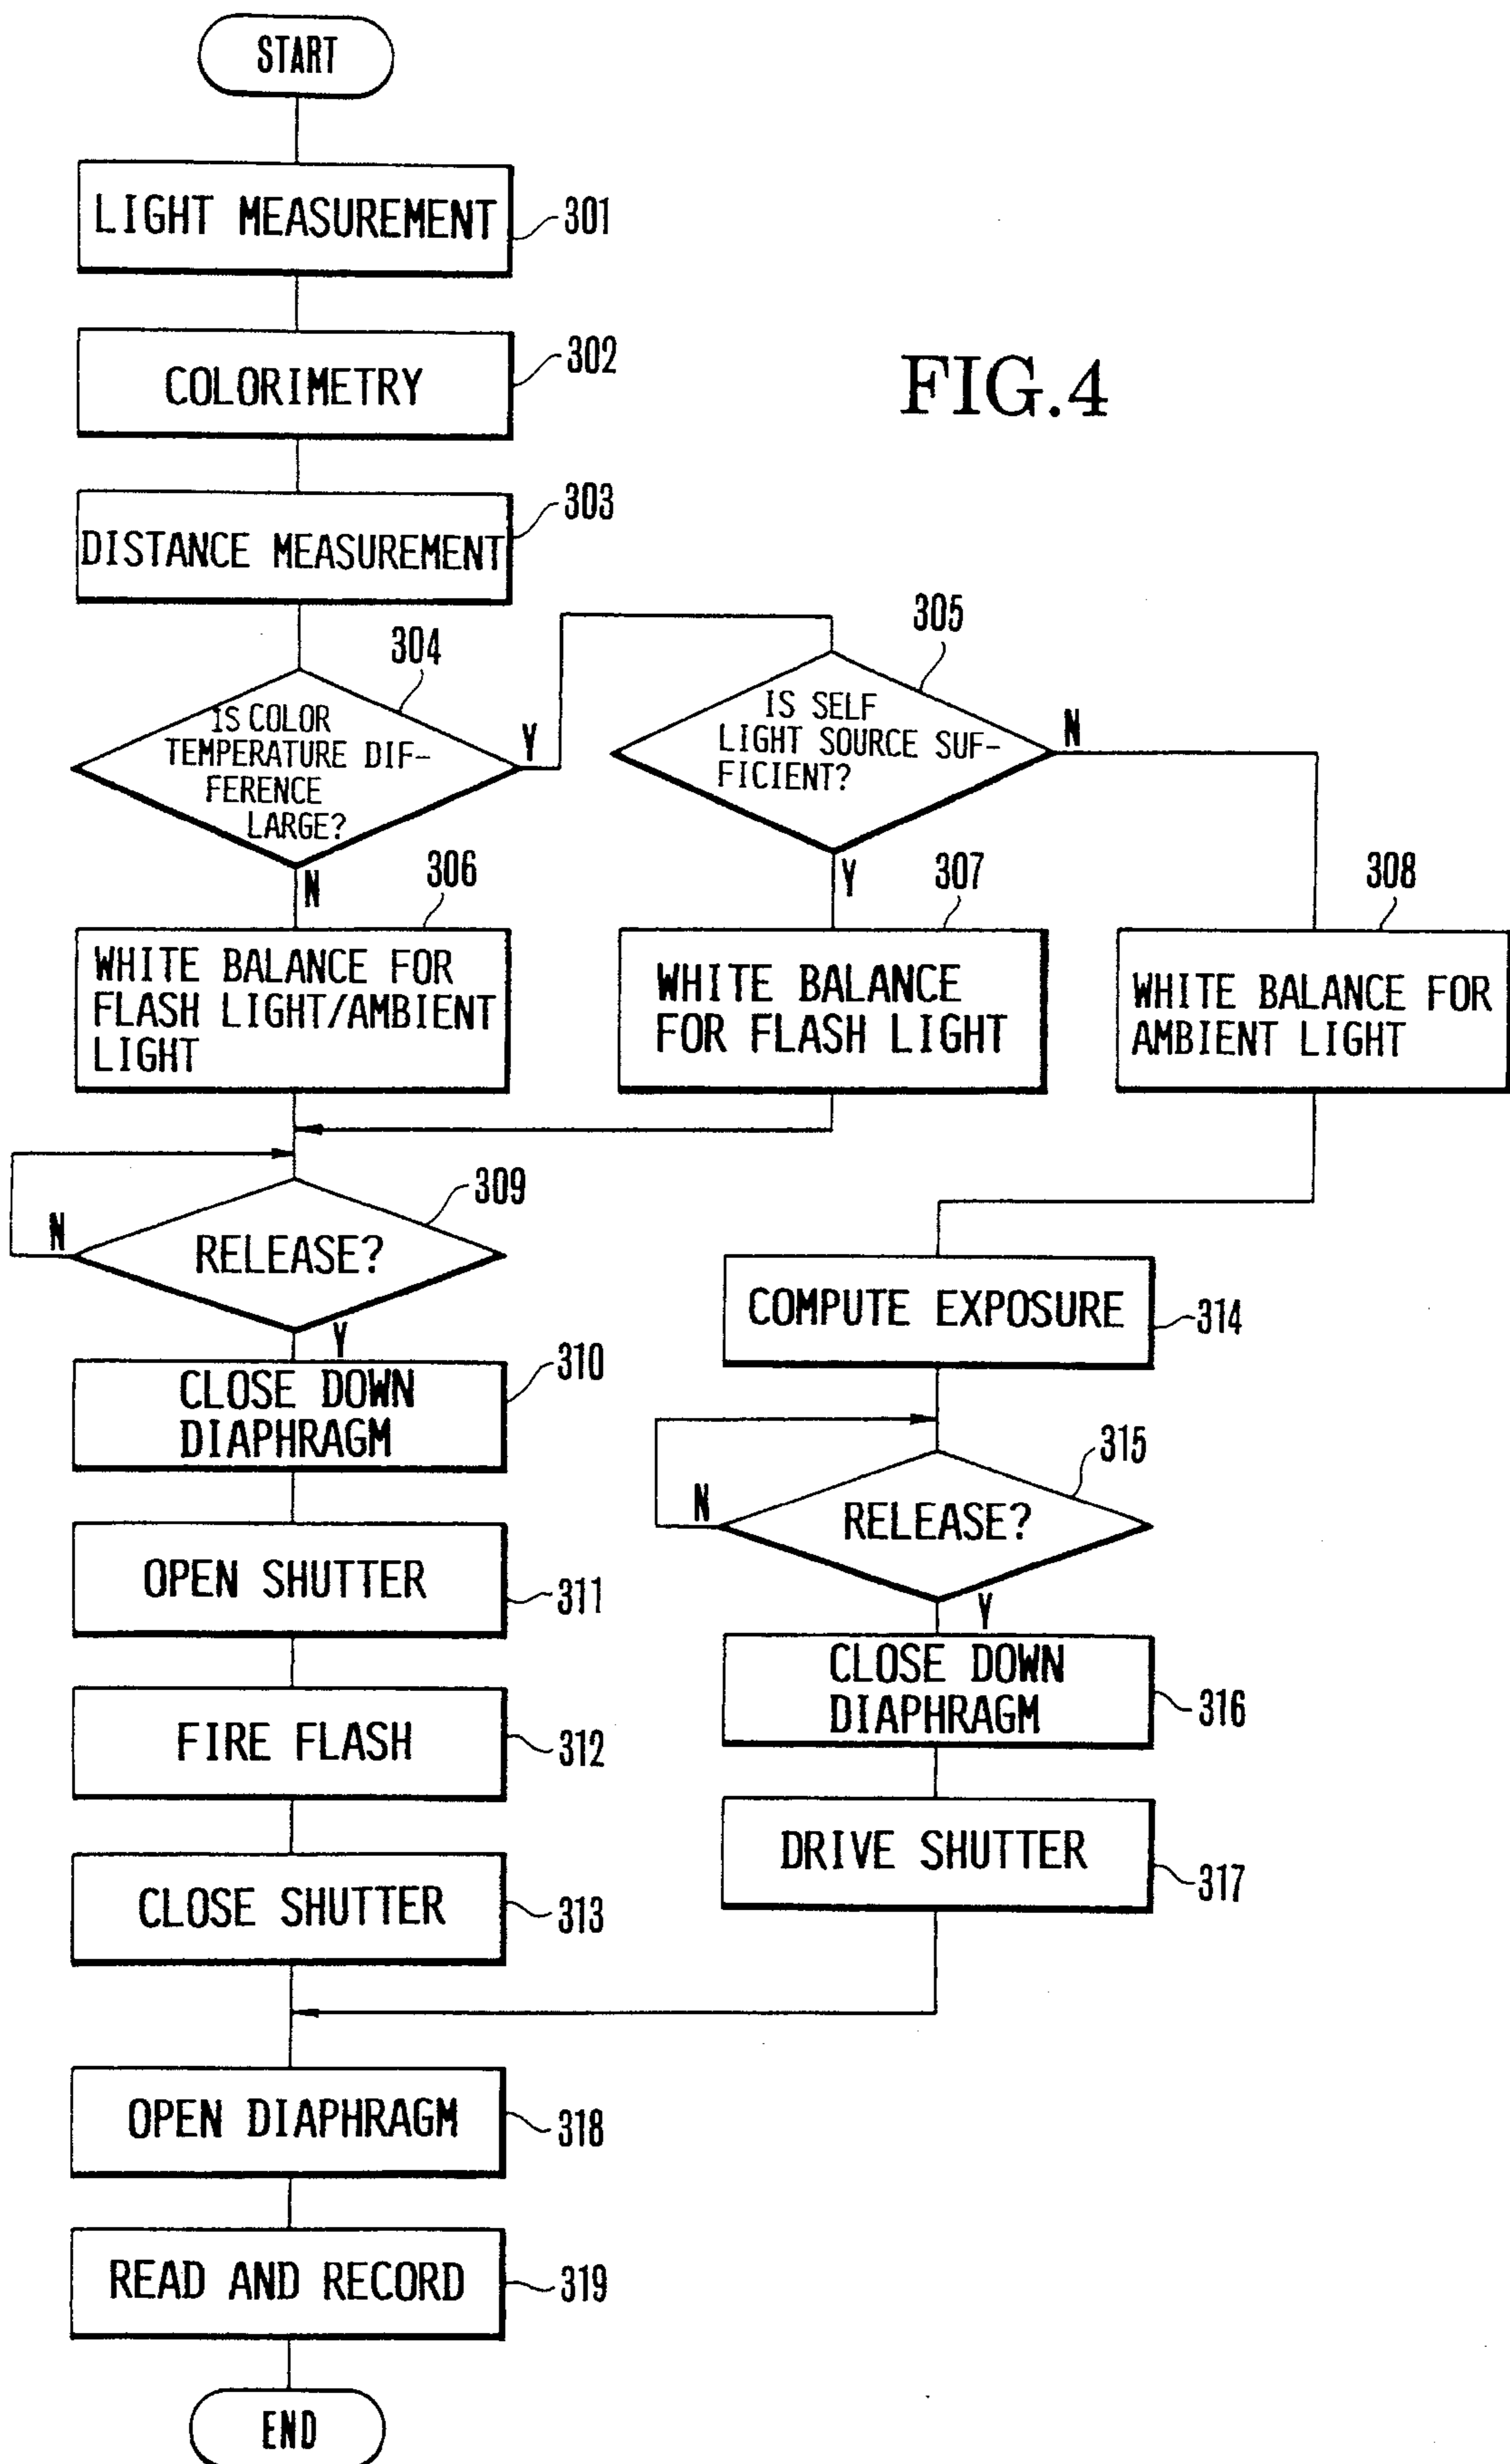 START
LIGHT MEASUREMENT
301
COLORIMETRY
302
FIG.4
DISTANCE MEASUREMENT
303
304
IS COLOR
TEMPERATURE DIF-
FERENCE
LARGE?
Y
N
305
IS SELF
LIGHT SOURCE SUF-
FICIENT?
N
Y
306
WHITE BALANCE FOR
FLASH LIGHT/AMBIENT
LIGHT
307
WHITE BALANCE
FOR FLASH LIGHT
308
WHITE BALANCE FOR
AMBIENT LIGHT
309
RELEASE?
N
Y
310
CLOSE DOWN
DIAPHRAGM
OPEN SHUTTER
311
FIRE FLASH
312
CLOSE SHUTTER
313
COMPUTE EXPOSURE
314
315
RELEASE?
N
Y
CLOSE DOWN
DIAPHRAGM
316
DRIVE SHUTTER
317
OPEN DIAPHRAGM
318
READ AND RECORD
319
END